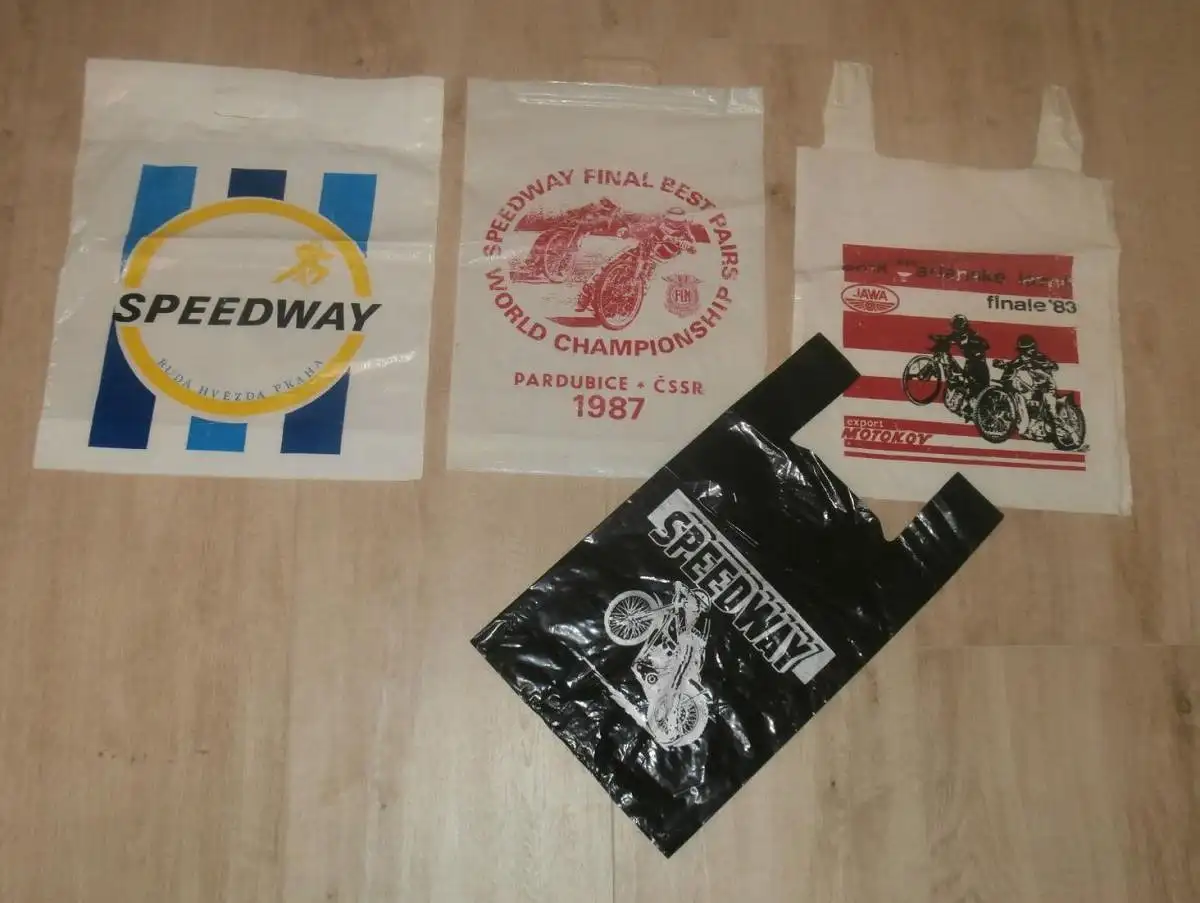 SPEEDWAY
RUDÁ HVĚZDA PRAHA
SPEEDWAY FINAL BEST PAIRS
WORLD CHAMPIONSHIP
PARDUBICE * ČSSR
1987
JAWA
finale '83
export
MOTOKOV
SPEEDWAY